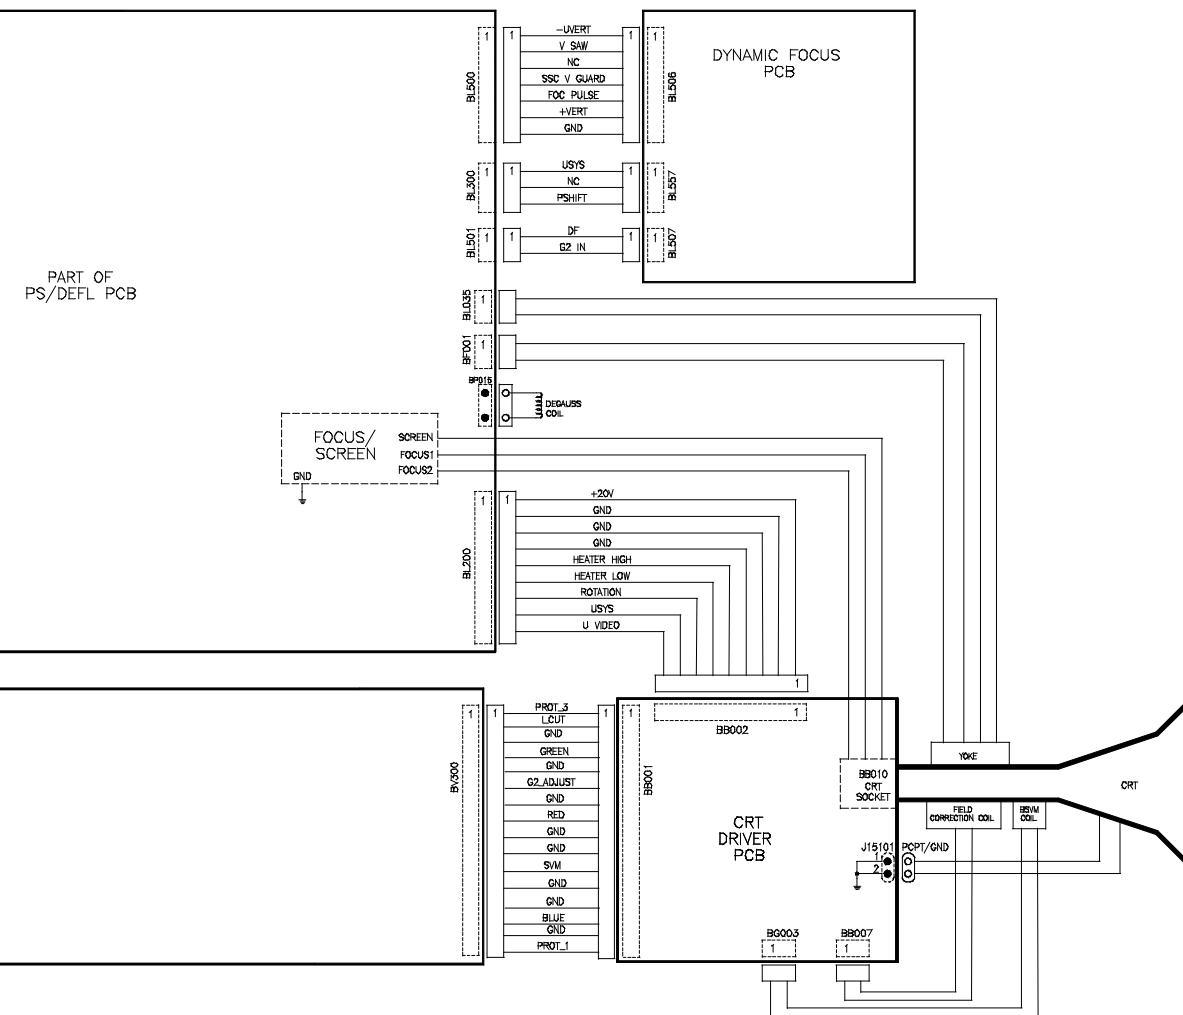 -UVERT
V SAW
NC
SSC V GUARD
FOC PULSE
+VERT
GND
1
1
1
1
BL500
BL506
DYNAMIC FOCUS
PCB
USYS
NC
PSHIFT
1
1
1
1
BL300
BL557
DF
G2 IN
1
1
1
1
BL501
BL507
PART OF
PS/DEFL PCB
BL035
1
BF001
1
BP015
DEGAUSS
COIL
FOCUS/
SCREEN
SCREEN
FOCUS1
FOCUS2
GND
BL200
1
1
+20V
GND
GND
GND
HEATER HIGH
HEATER LOW
ROTATION
USYS
U VIDEO
1
1
BB002
BV300
1
1
PROT_3
L_CUT
GND
GREEN
GND
G2_ADJUST
GND
RED
GND
GND
SVM
GND
GND
BLUE
GND
PROT_1
1
1
BB001
CRT
DRIVER
PCB
BB010
CRT
SOCKET
YOKE
CRT
FIELD
CORRECTION COIL
BSVM
COIL
J15101 PCPT/GND
1
2
BG003
1
BB007
1